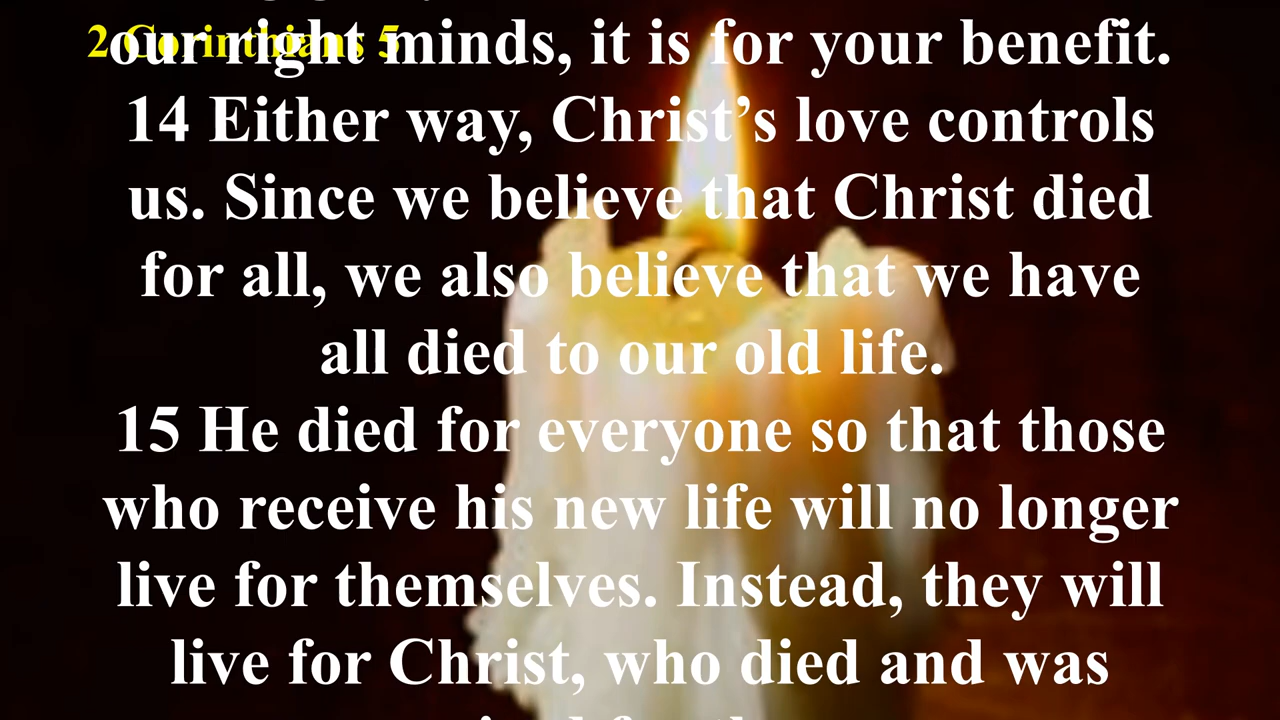 2 Corinthians 5
our right minds, it is for your benefit.
14 Either way, Christ’s love controls
us. Since we believe that Christ died
for all, we also believe that we have
all died to our old life.
15 He died for everyone so that those
who receive his new life will no longer
live for themselves. Instead, they will
live for Christ, who died and was